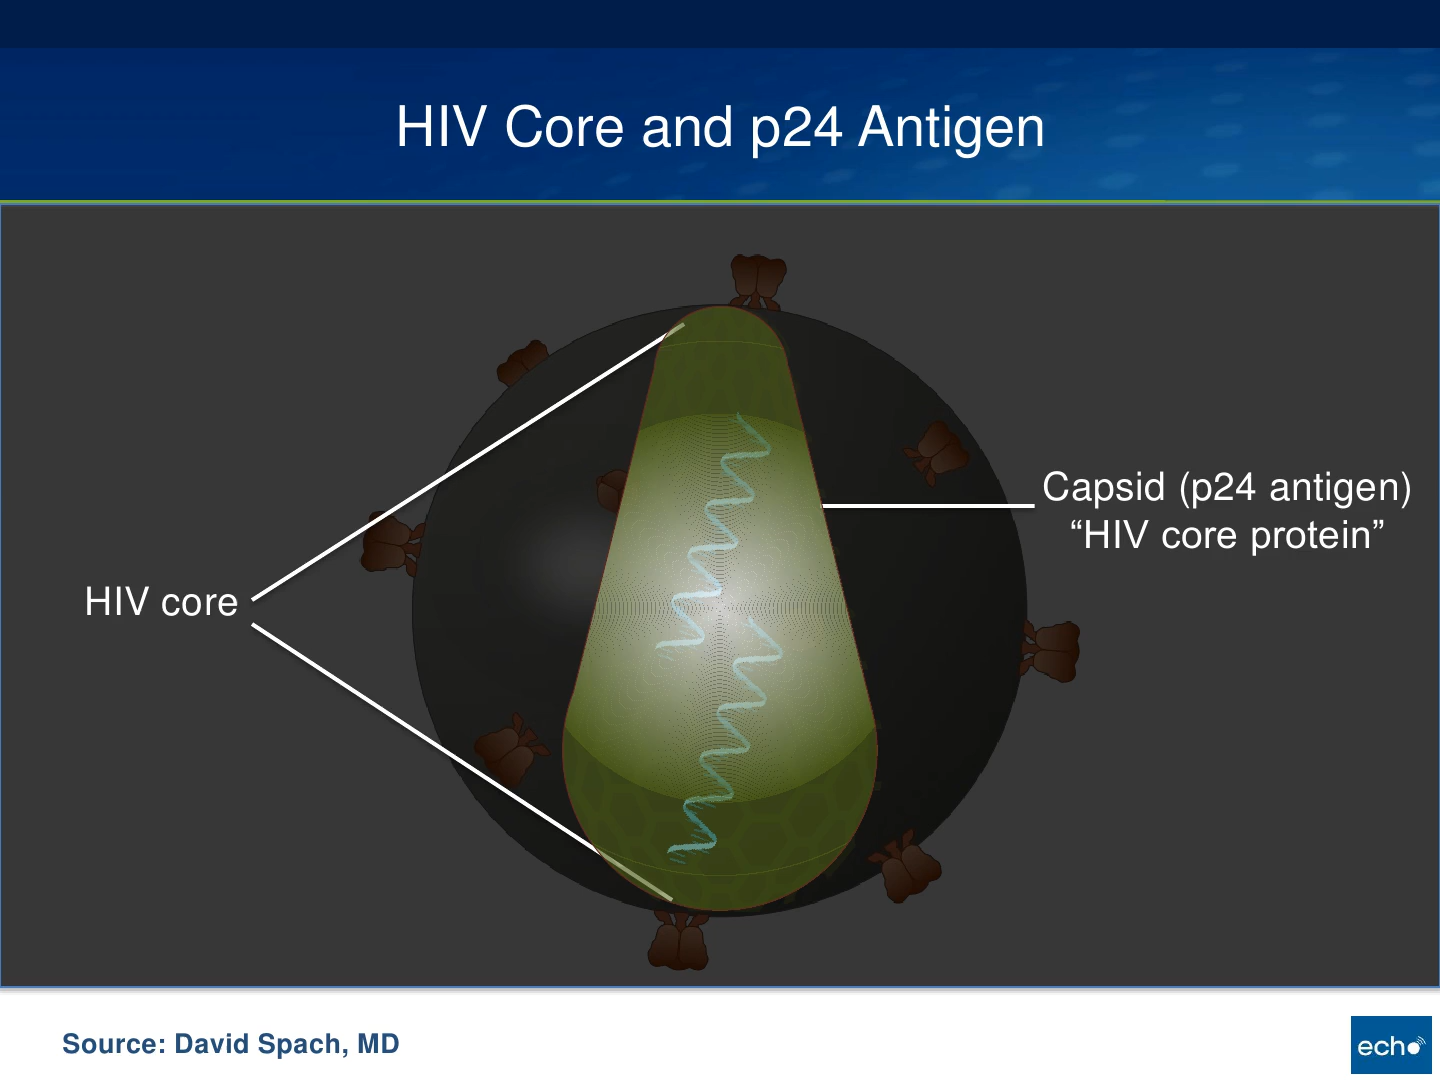 HIV Core and p24 Antigen
Capsid (p24 antigen)
“HIV core protein”
HIV core
Source: David Spach, MD
echo